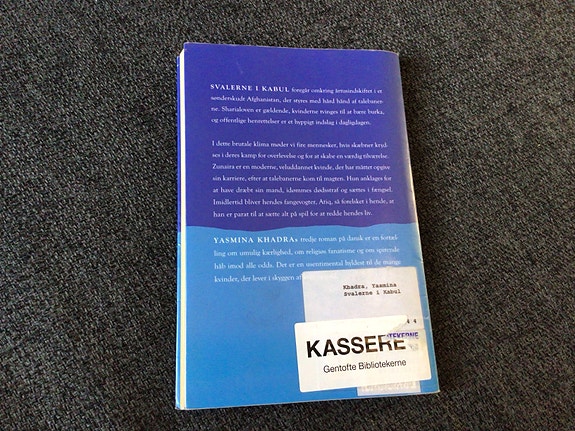 SVALERNE I KABUL foregår omkring årtusindskiftet i et
sønderskudt Afghanistan, der styres med hård hånd af taleban-
erne. Sharialoven er gældende, kvinderne tvinges til at bære burka,
og offentlige henrettelser er et hyppigt indslag i dagligdagen.
I dette brutale klima møder vi fire mennesker, hvis skæbner kryd-
ses i deres kamp for overlevelse og for at skabe en værdig tilværelse.
Zunaira er en moderne, veluddannet kvinde, der har måttet opgive
sin karriere, efter at talebanerne kom til magten. Hun anklages for
at have dræbt sin mand, idømmes dødsstraf og sættes i fængsel.
Imidlertid bliver hendes fangevogter, Atiq, så forelsket i hende, at
han er parat til at sætte alt på spil for at redde hendes liv.
YASMINA KHADRAs tredje roman på dansk er en fortæl-
ling om umulig kærlighed, om religiøs fanatisme og om spirende
håb imod alle odds. Det er en usentimental hyldest til de mange
kvinder, der lever i skyggen af
Khadra, Yasmina
Svalerne i Kabul
4 4
TEKERNE
KASSERE
Gentofte Bibliotekerne